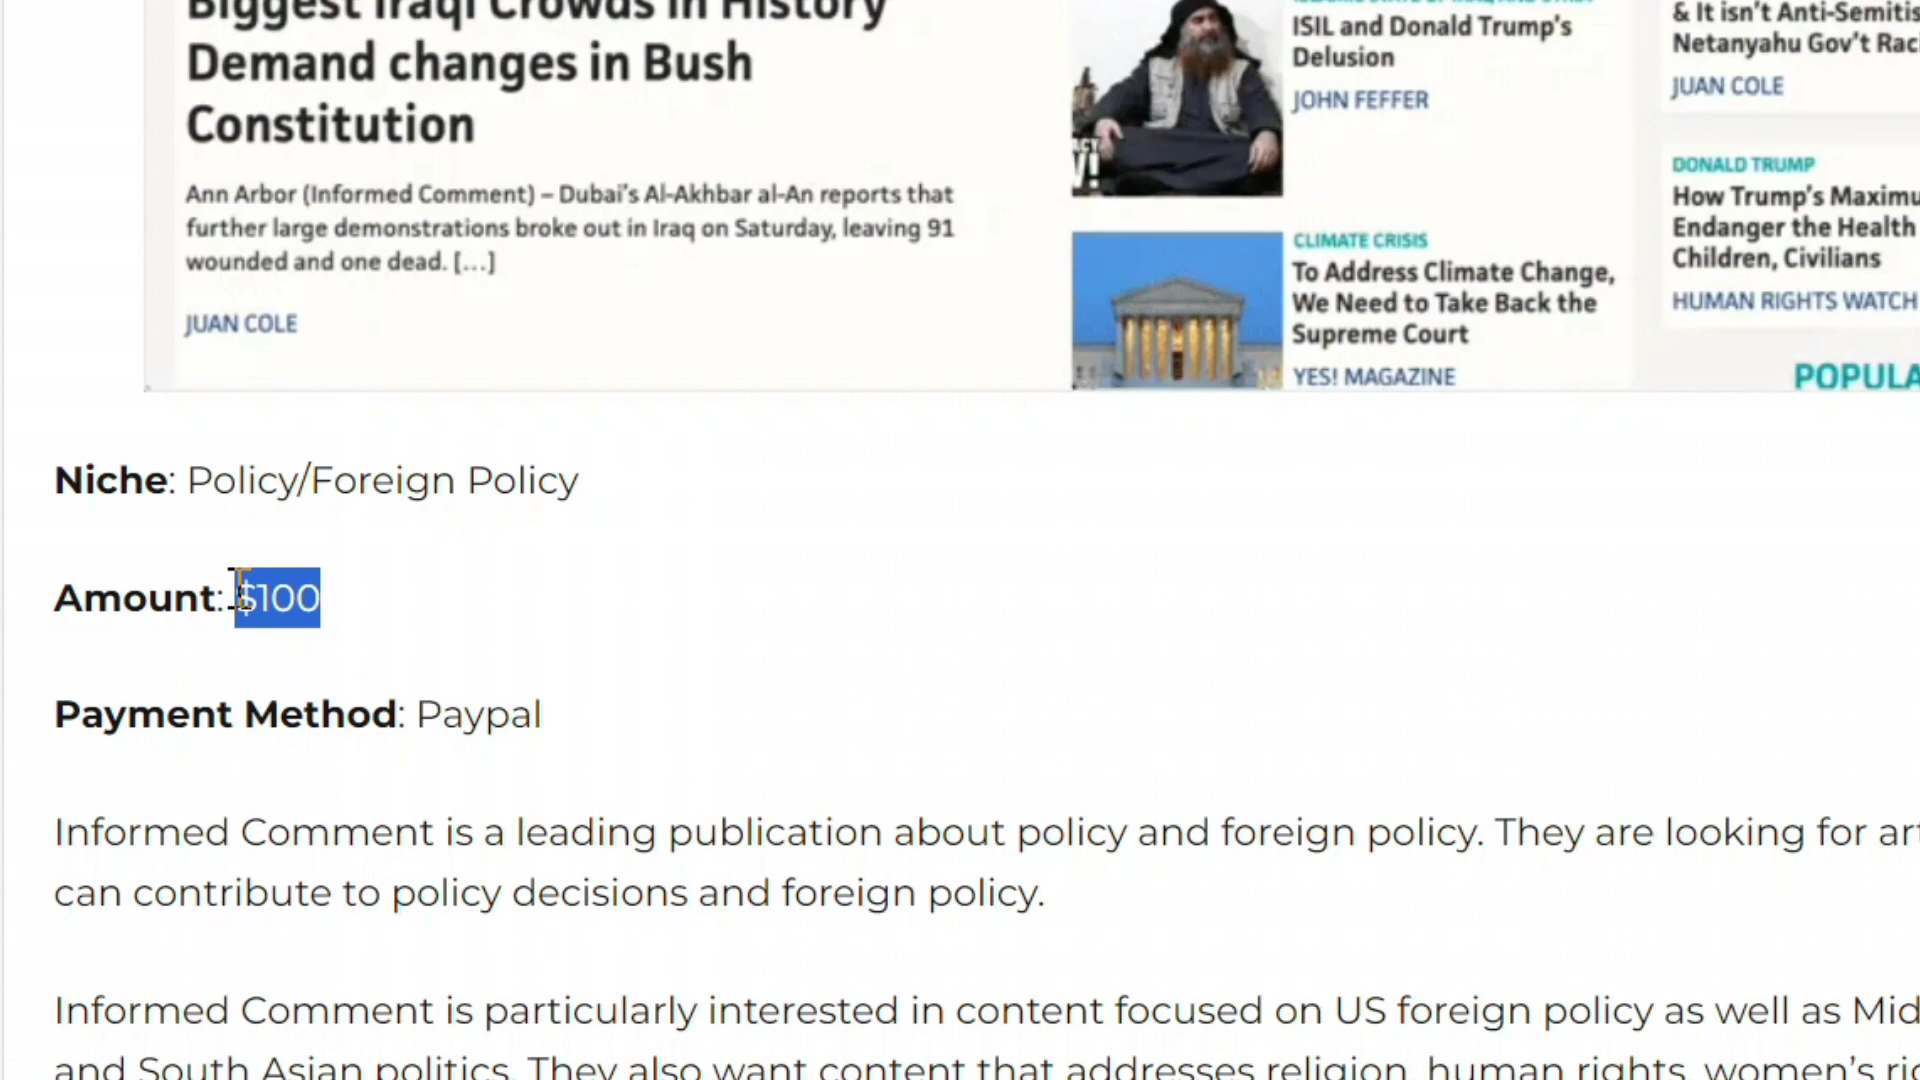 Biggest Iraqi Crowds in History
Demand changes in Bush
Constitution
Ann Arbor (Informed Comment) – Dubai's Al-Akhbar al-An reports that
further large demonstrations broke out in Iraq on Saturday, leaving 91
wounded and one dead. […]
JUAN COLE
ISIL and Donald Trump's
Delusion
JOHN FEFFER
CLIMATE CRISIS
To Address Climate Change,
We Need to Take Back the
Supreme Court
YES! MAGAZINE
& It isn't Anti-Semitis
Netanyahu Gov't Rac
JUAN COLE
DONALD TRUMP
How Trump's Maximu
Endanger the Health
Children, Civilians
HUMAN RIGHTS WATCH
POPULA
Niche: Policy/Foreign Policy
Amount: $100
Payment Method: Paypal
Informed Comment is a leading publication about policy and foreign policy. They are looking for art
can contribute to policy decisions and foreign policy.
Informed Comment is particularly interested in content focused on US foreign policy as well as Mid
and South Asian politics. They also want content that addresses religion, human rights, women's rig